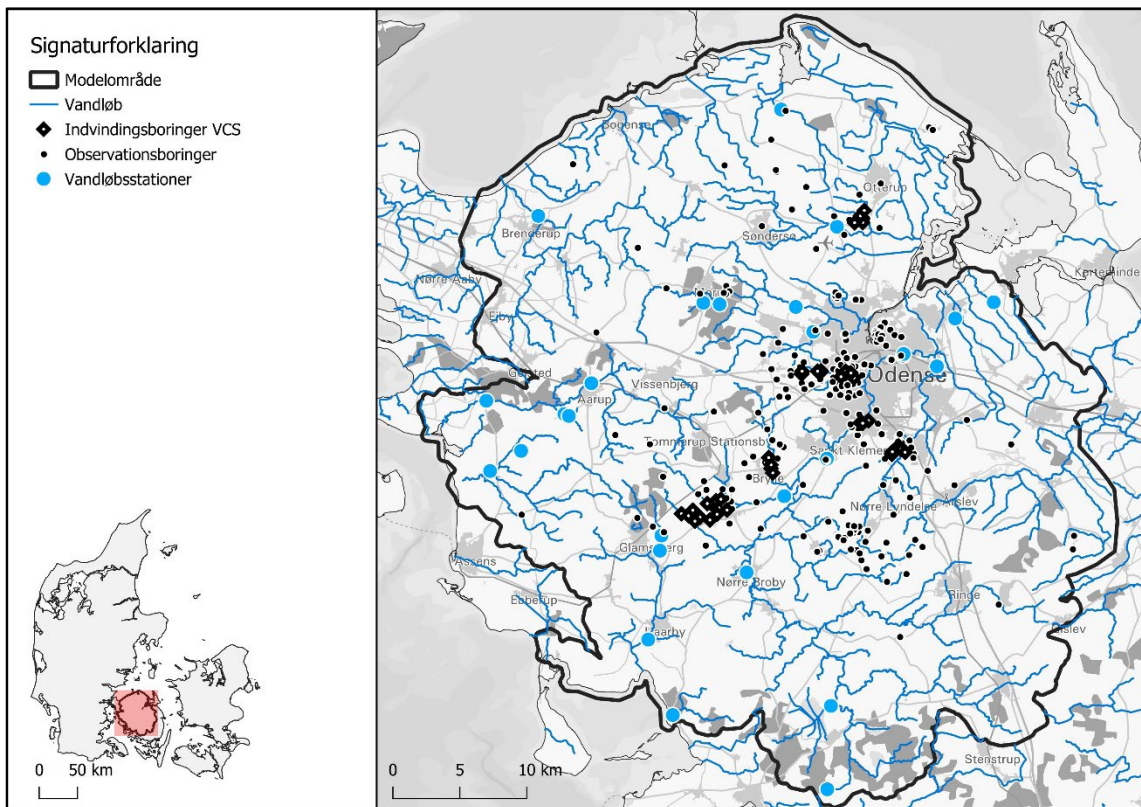 Signaturforklaring
Modelområde
Vandløb
Indvindingsboringer VCS
Observationsboringer
Vandløbsstationer
0 50 km
Bogense
Otterup
Brenderup
Søndersø
Nørre Aaby
Kerteminde
Ejby
Gelsted
Vissenbjerg
Odense
Aarup
Tommerup Stationsby
Sankt Klemens
Brylle
Nørre Lyndelse
Årslev
Glamsbjerg
Assens
Nørre Broby
Ebberup
Ringe
Haarby
Gislev
Stenstrup
0 5 10 km